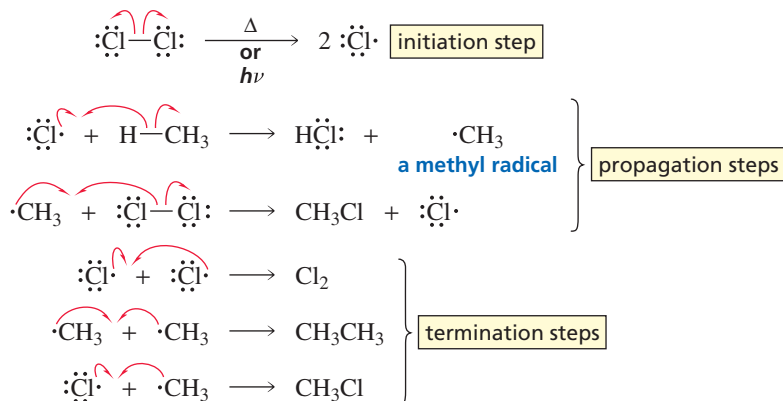 :Cl—Cl: Δ or hν 2 :Cl· initiation step
:Cl· + H—CH₃ HCl: + ·CH₃
a methyl radical propagation steps
·CH₃ + :Cl—Cl: CH₃Cl + :Cl·
:Cl· + :Cl· Cl₂
·CH₃ + ·CH₃ CH₃CH₃ termination steps
:Cl· + ·CH₃ CH₃Cl